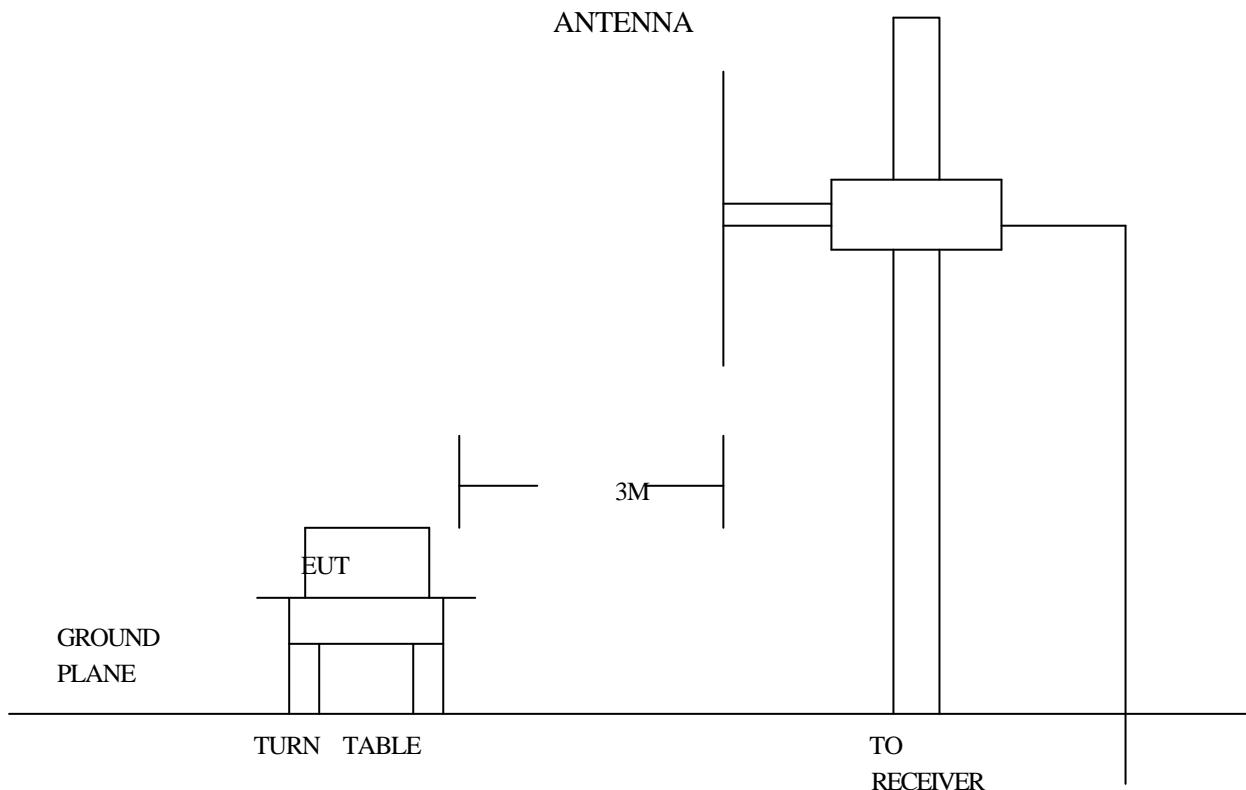 ANTENNA
3M
EUT
GROUND
PLANE
TURN TABLE
TO
RECEIVER